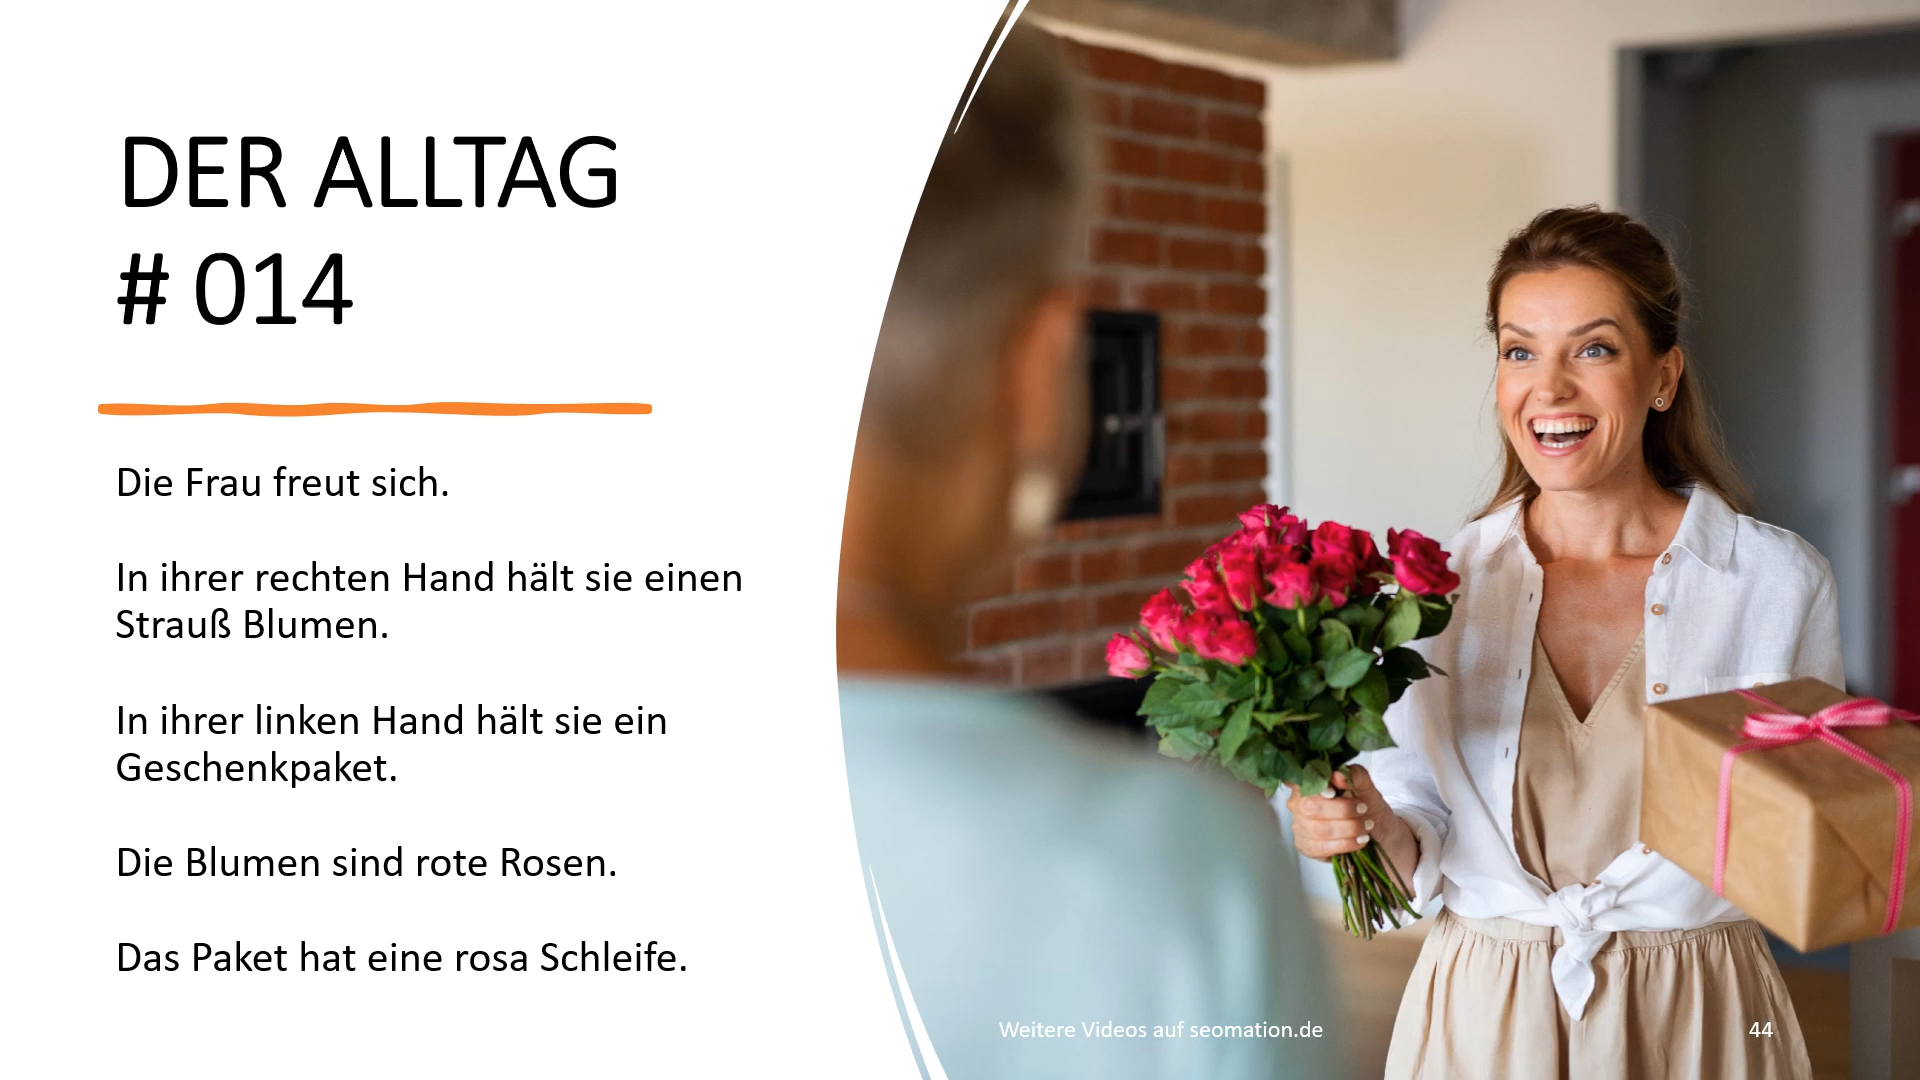 DER ALLTAG
# 014
Die Frau freut sich.
In ihrer rechten Hand hält sie einen
Strauß Blumen.
In ihrer linken Hand hält sie ein
Geschenkpaket.
Die Blumen sind rote Rosen.
Das Paket hat eine rosa Schleife.
Weitere Videos auf seomation.de
44